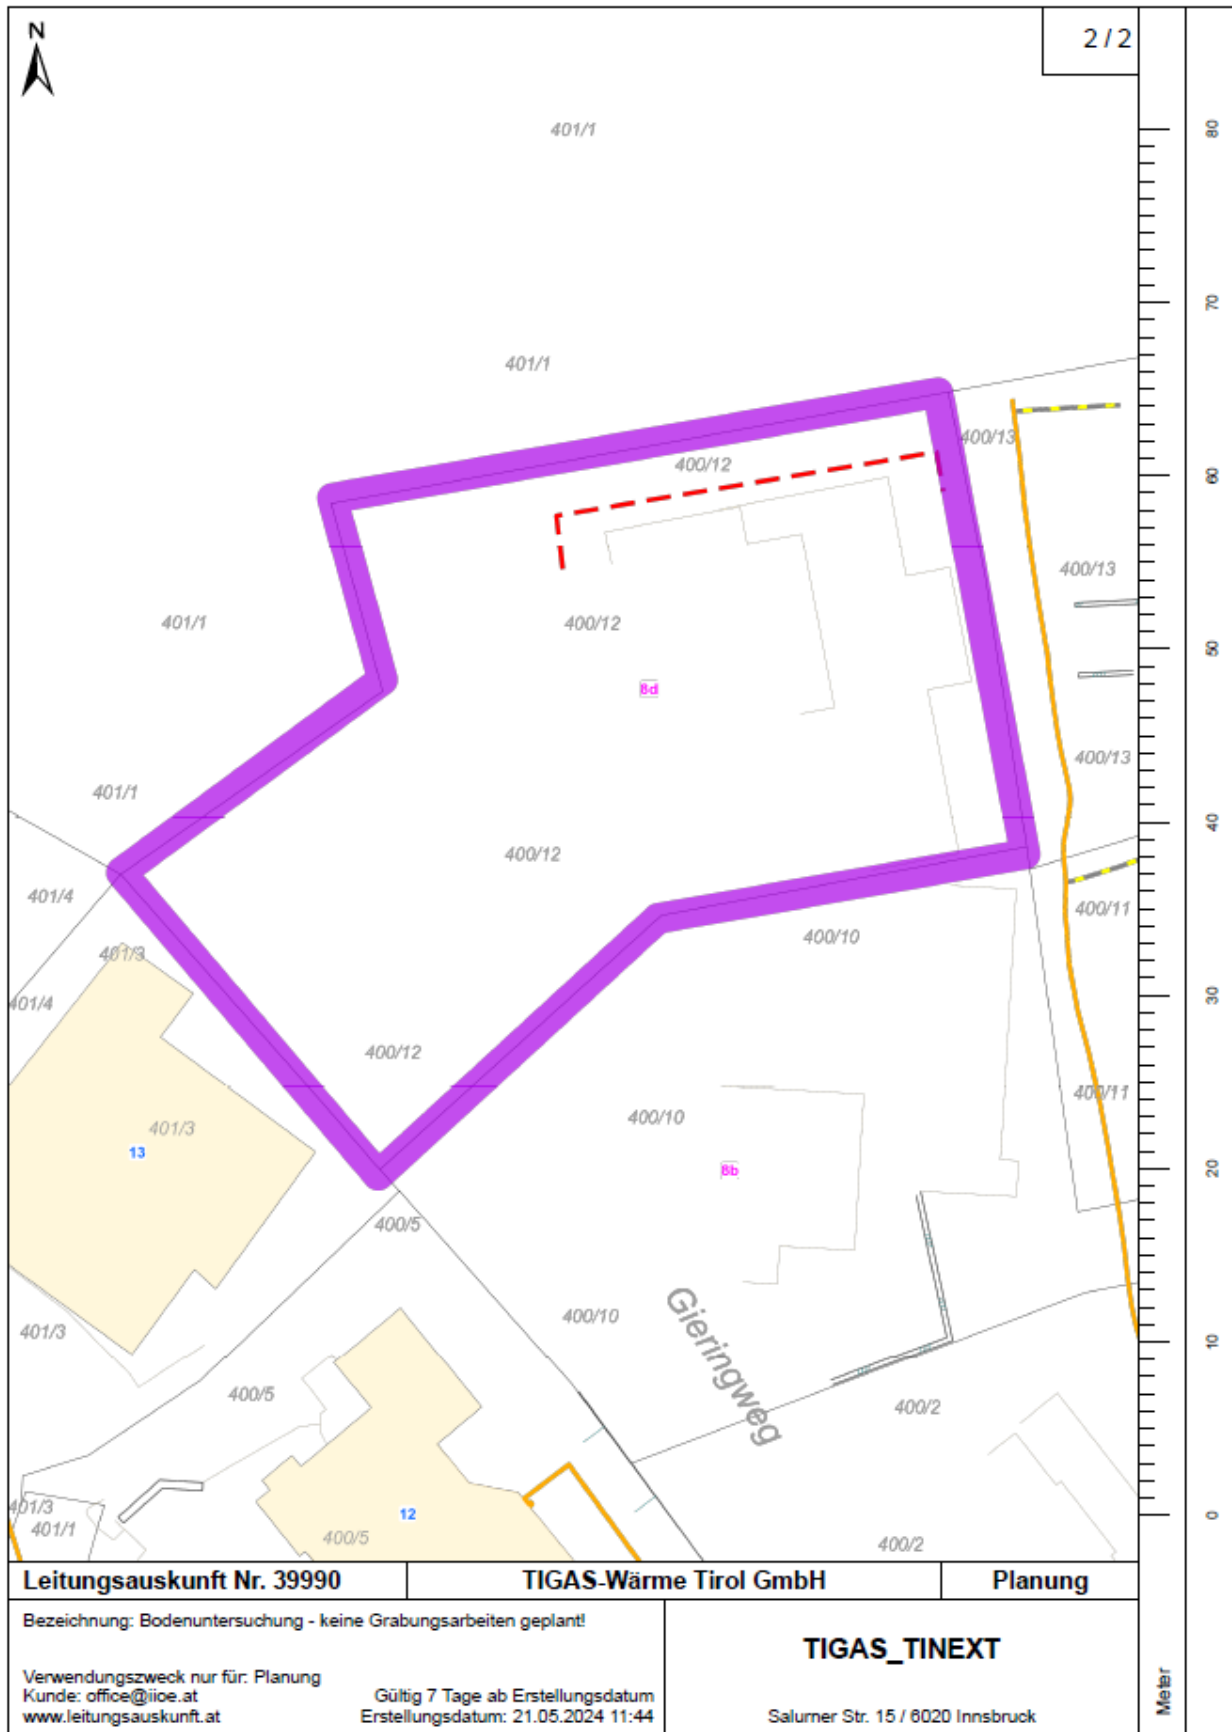 N
2 / 2
401/1
80
70
401/1
400/13
400/12
60
400/13
401/1
400/12
50
8d
400/13
401/1
40
400/12
401/4
400/11
400/10
401/3
401/4
30
400/12
400/11
400/10
401/3
13
8b
20
400/5
Gieringweg
400/10
401/3
10
400/5
400/2
401/3
12
0
401/1
400/5
400/2
Leitungsauskunft Nr. 39990
TIGAS-Wärme Tirol GmbH
Planung
Bezeichnung: Bodenuntersuchung - keine Grabungsarbeiten geplant!
TIGAS_TINEXT
Verwendungszweck nur für: Planung
Kunde: office@iioe.at
Gültig 7 Tage ab Erstellungsdatum
www.leitungsauskunft.at
Erstellungsdatum: 21.05.2024 11:44
Salurner Str. 15 / 6020 Innsbruck
Meter